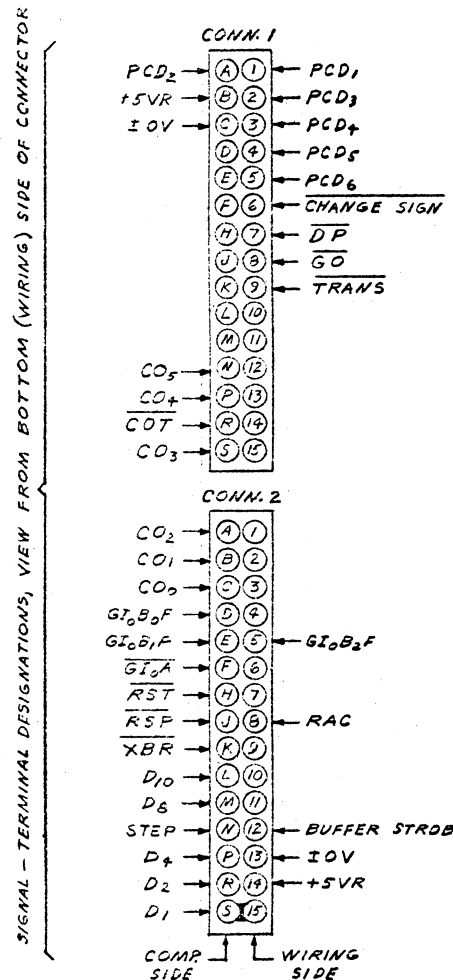 SIGNAL - TERMINAL DESIGNATIONS, VIEW FROM BOTTOM (WIRING) SIDE OF CONNECTOR
CONN. 1
PCD₂ A 1 PCD₁
+5VR B 2 PCD₃
±0V C 3 PCD₄
D 4 PCD₅
E 5 PCD₆
F 6 CHANGE SIGN
H 7 DP
J 8 GO
K 9 TRANS
L 10
M 11
CO₅ N 12
CO₄ P 13
COT R 14
CO₃ S 15
CONN. 2
CO₂ A 1
CO₁ B 2
CO₀ C 3
GI₀B₀F D 4
GI₀B₁F E 5 GI₀B₂F
GI₀A F 6
RST H 7
RSP J 8 RAC
XBR K 9
D₁₀ L 10
D₈ M 11
STEP N 12 BUFFER STROB
D₄ P 13 ±0V
D₂ R 14 +5VR
D₁ S 15
COMP. SIDE
WIRING SIDE